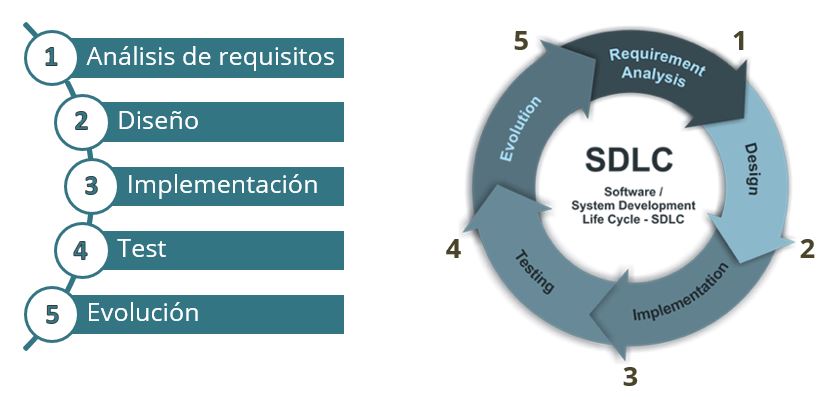 1 Análisis de requisitos
2 Diseño
3 Implementación
4 Test
5 Evolución
5
1
Requirement
Analysis
Evolution
Design
SDLC
Software /
System Development
Life Cycle - SDLC
4
2
Testing
Implementation
3